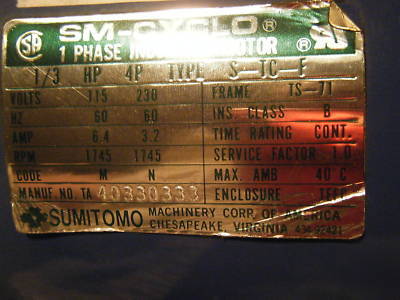 SA SM-CYCLO® ®
1 PHASE INDUCTION MOTOR
1/3 HP 4P TYPE S-TC-F
VOLTS 115 230 FRAME TS-71
HZ 60 60 INS. CLASS B
AMP 6.4 3.2 TIME RATING CONT.
RPM 1745 1745 SERVICE FACTOR 1.0
CODE M N MAX. AMB 40 C
MANUF. NO. TA 40330333 ENCLOSURE TEFC
SUMITOMO MACHINERY CORP. OF AMERICA
CHESAPEAKE, VIRGINIA